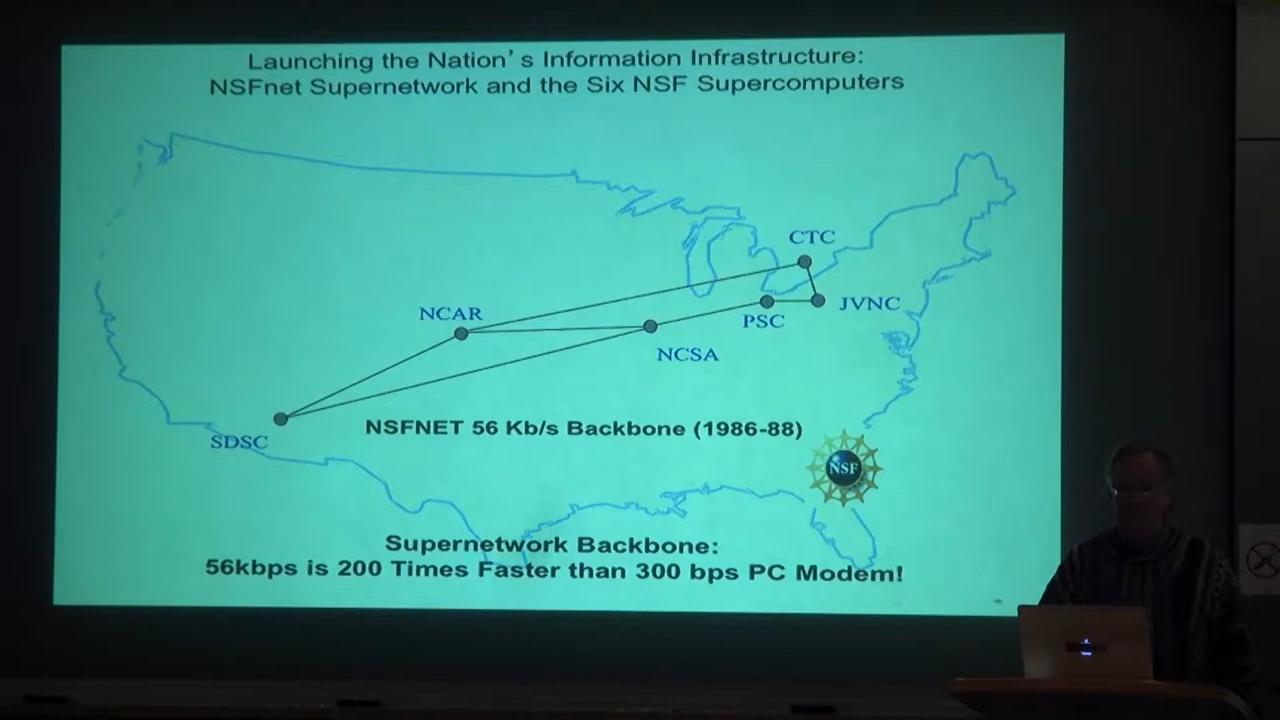 Launching the Nation's Information Infrastructure:
NSFnet Supernetwork and the Six NSF Supercomputers
CTC
NCAR
JVNC
PSC
NCSA
NSFNET 56 Kb/s Backbone (1986-88)
SDSC
NSF
Supernetwork Backbone:
56kbps is 200 Times Faster than 300 bps PC Modem!